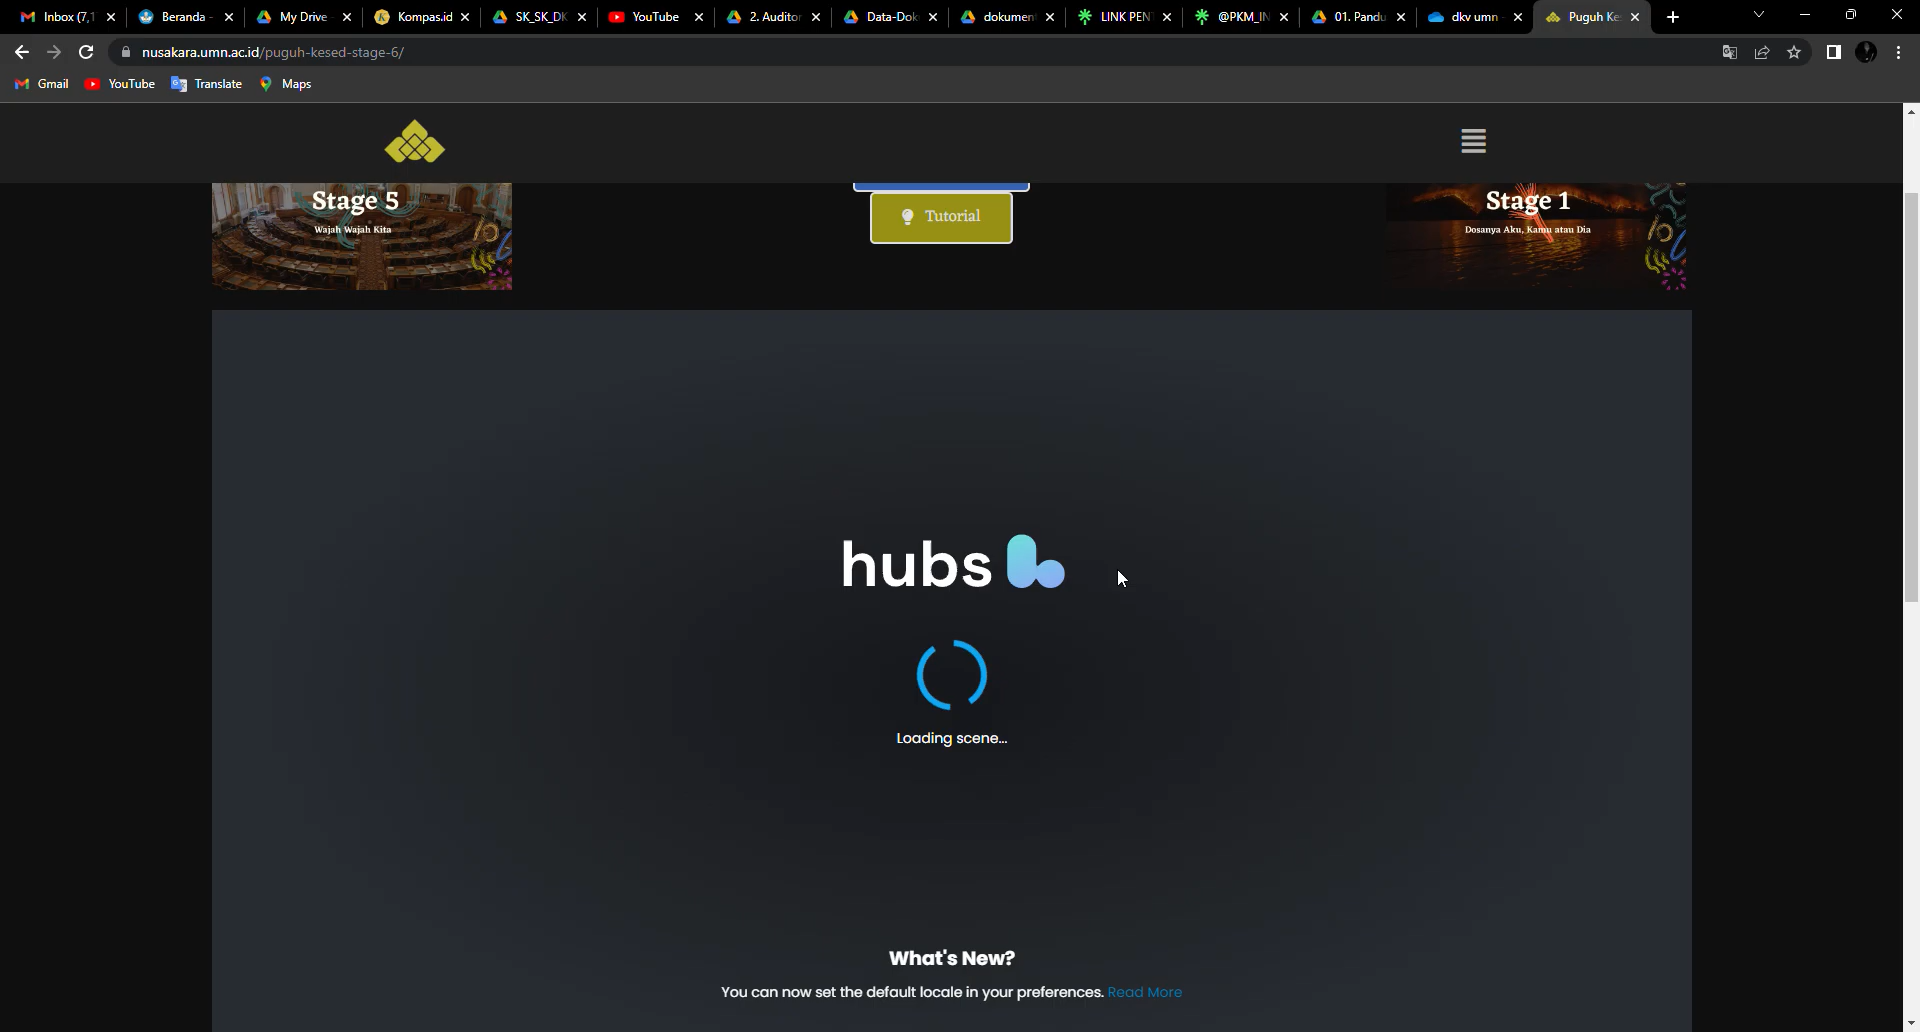 Inbox (7,1
Beranda -
My Drive -
Kompas.id
SK_SK_DK
YouTube
2. Auditor
Data-Dok
dokumen
LINK PENT
@PKM_IN
01. Pandu
dkv umn -
Puguh Ke
nusakara.umn.ac.id/puguh-kesed-stage-6/
Gmail
YouTube
Translate
Maps
Stage 5
Wajah Wajah Kita
Tutorial
Stage 1
Dosanya Aku, Kamu atau Dia
hubs
Loading scene...
What's New?
You can now set the default locale in your preferences. Read More